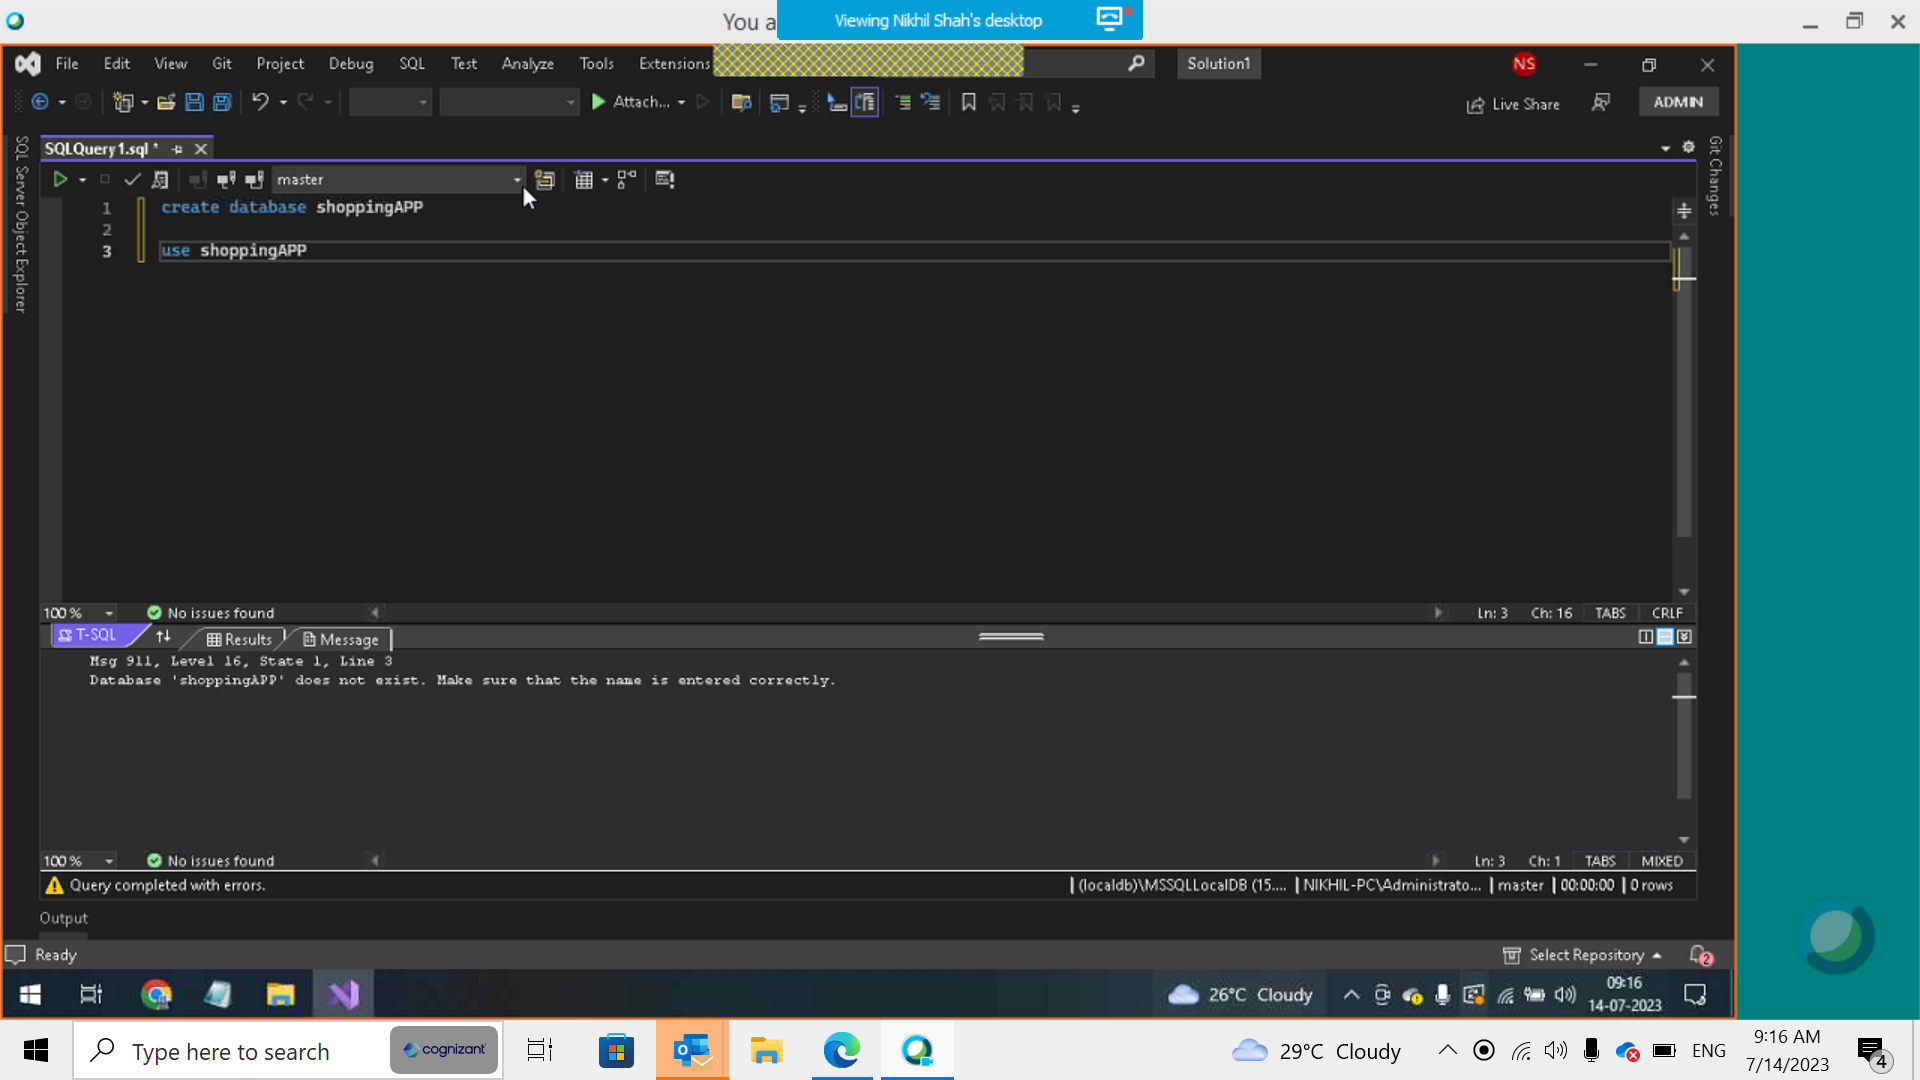 You a
Viewing Nikhil Shah's desktop
File Edit View Git Project Debug SQL Test Analyze Tools Extensions
Solution1
NS
Attach...
Live Share
ADMIN
SQL Server Object Explorer
SQLQuery1.sql *
Git Changes
master
1 create database shoppingAPP
2
3 use shoppingAPP
100 % No issues found Ln: 3 Ch: 16 TABS CRLF
T-SQL Results Message
Msg 911, Level 16, State 1, Line 3
Database 'shoppingAPP' does not exist. Make sure that the name is entered correctly.
100 % No issues found Ln: 3 Ch: 1 TABS MIXED
Query completed with errors. (localdb)\MSSQLLocalDB (15.... NIKHIL-PC\Administrato... master 00:00:00 0 rows
Output
Ready Select Repository 2
26°C Cloudy 09:16
14-07-2023
Type here to search cognizant 29°C Cloudy ENG 9:16 AM
7/14/2023 4